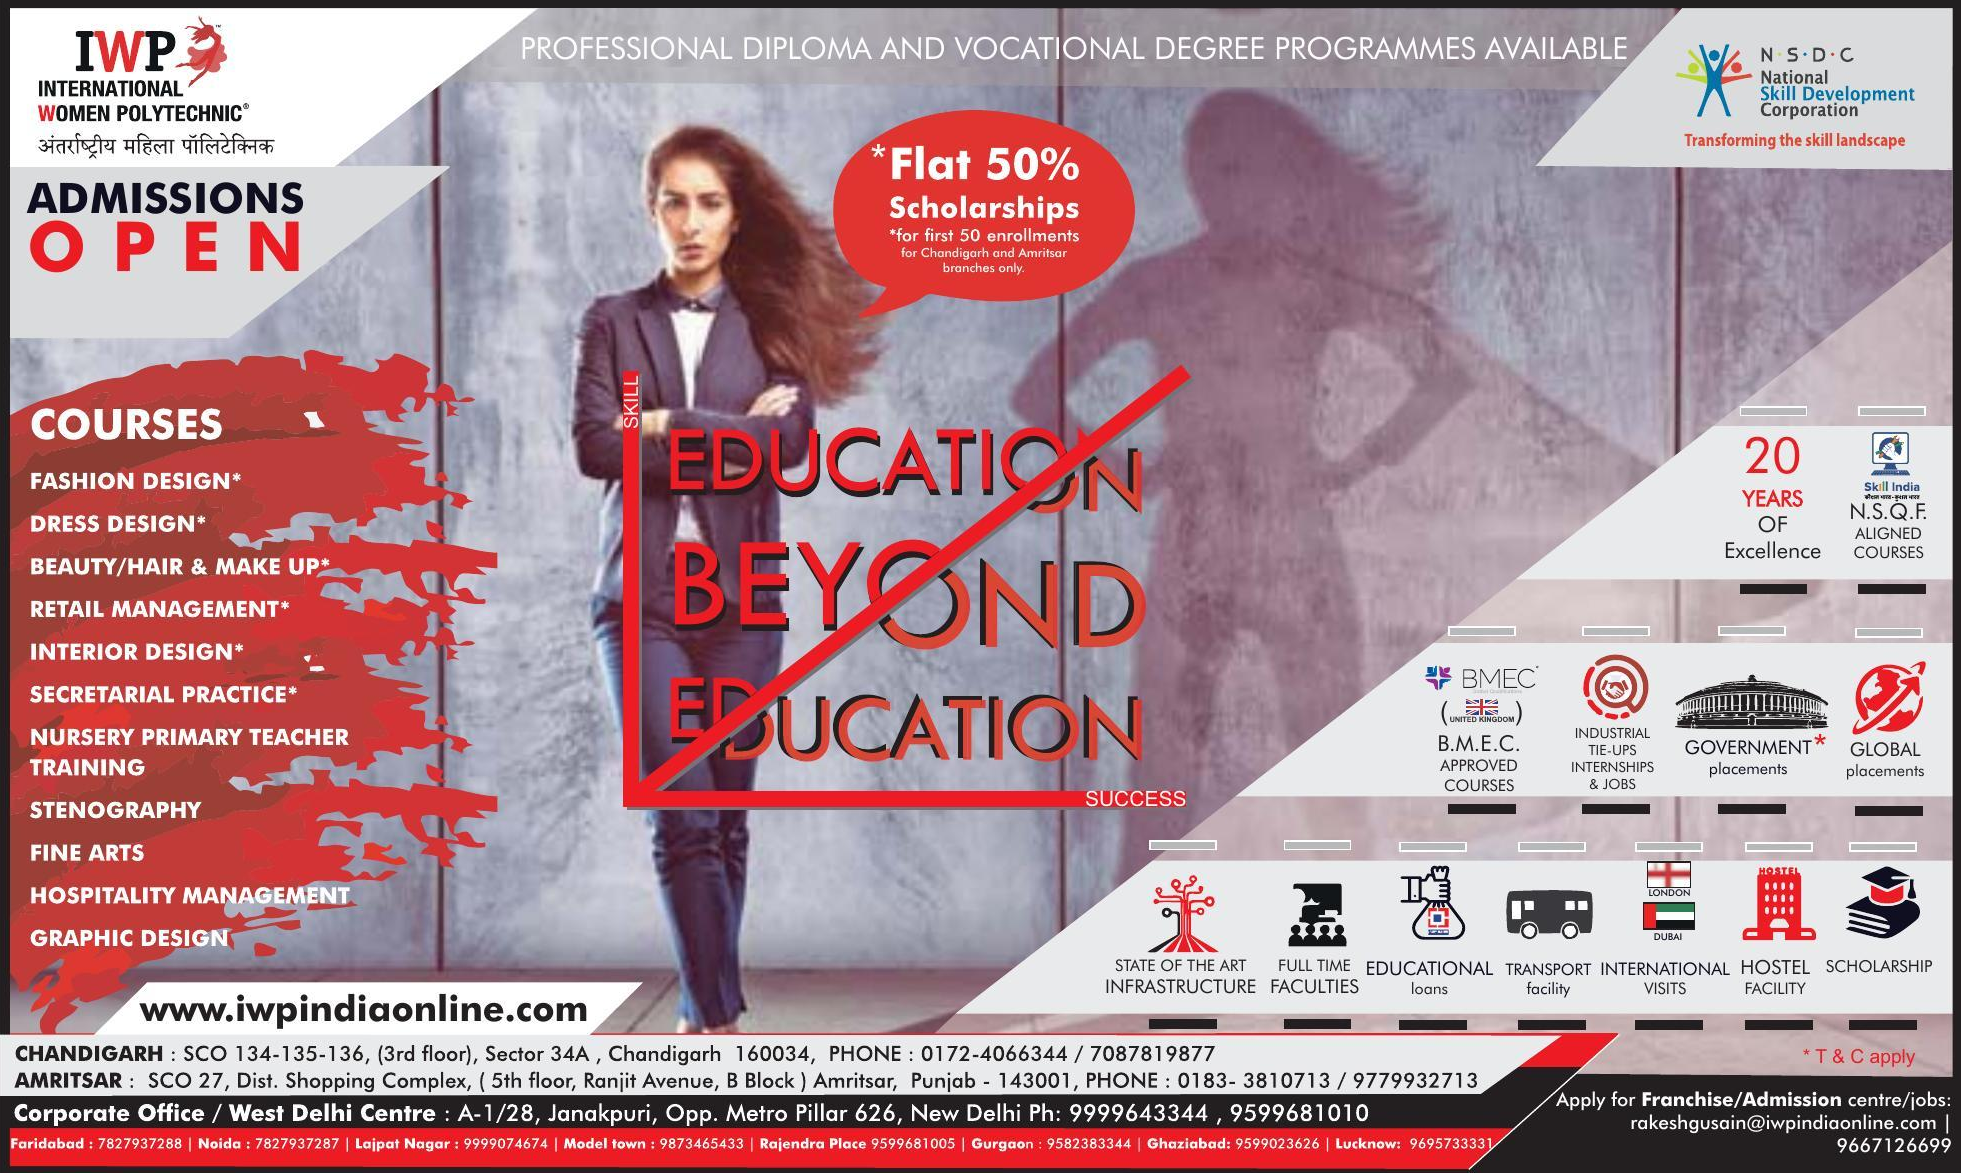 IWP
INTERNATIONAL
WOMEN POLYTECHNIC®
अंतर्राष्ट्रीय महिला पॉलिटेक्निक
ADMISSIONS
OPEN
PROFESSIONAL DIPLOMA AND VOCATIONAL DEGREE PROGRAMMES AVAILABLE
N·S·D·C
National
Skill Development
Corporation
Transforming the skill landscape
*Flat 50%
Scholarships
*for first 50 enrollments
for Chandigarh and Amritsar
branches only.
COURSES
FASHION DESIGN*
DRESS DESIGN*
BEAUTY/HAIR & MAKE UP*
RETAIL MANAGEMENT*
INTERIOR DESIGN*
SECRETARIAL PRACTICE*
NURSERY PRIMARY TEACHER
TRAINING
STENOGRAPHY
FINE ARTS
HOSPITALITY MANAGEMENT
GRAPHIC DESIGN
SKILL
EDUCATION
BEYOND
EDUCATION
SUCCESS
20
YEARS
OF
Excellence
Skill India
कौशल भारत-कुशल भारत
N.S.Q.F.
ALIGNED
COURSES
BMEC
(UNITED KINGDOM)
B.M.E.C.
APPROVED
COURSES
INDUSTRIAL
TIE-UPS
INTERNSHIPS
& JOBS
GOVERNMENT*
placements
GLOBAL
placements
STATE OF THE ART
INFRASTRUCTURE
FULL TIME
FACULTIES
EDUCATIONAL
loans
TRANSPORT
facility
LONDON
DUBAI
INTERNATIONAL
VISITS
HOSTEL
HOSTEL
FACILITY
SCHOLARSHIP
www.iwpindiaonline.com
CHANDIGARH : SCO 134-135-136, (3rd floor), Sector 34A , Chandigarh 160034, PHONE : 0172-4066344 / 7087819877
AMRITSAR : SCO 27, Dist. Shopping Complex, ( 5th floor, Ranjit Avenue, B Block ) Amritsar, Punjab - 143001, PHONE : 0183- 3810713 / 9779932713
Corporate Office / West Delhi Centre : A-1/28, Janakpuri, Opp. Metro Pillar 626, New Delhi Ph: 9999643344 , 9599681010
Faridabad : 7827937288 | Noida : 7827937287 | Lajpat Nagar : 9999074674 | Model town : 9873465433 | Rajendra Place 9599681005 | Gurgaon : 9582383344 | Ghaziabad: 9599023626 | Lucknow: 9695733331
* T & C apply
Apply for Franchise/Admission centre/jobs:
rakeshgusain@iwpindiaonline.com |
9667126699